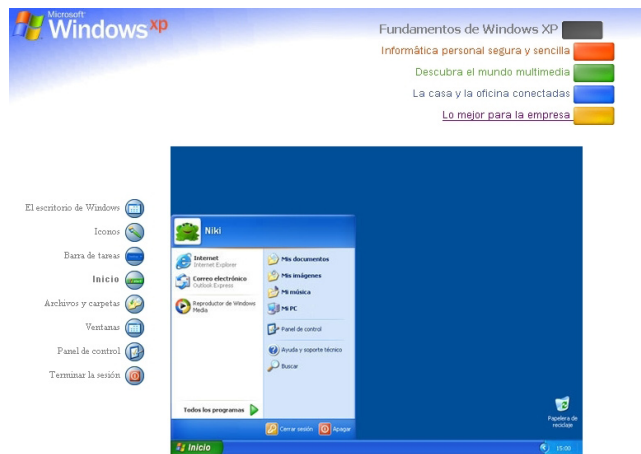 Microsoft
Windows xp
Fundamentos de Windows XP
Informática personal segura y sencilla
Descubra el mundo multimedia
La casa y la oficina conectadas
Lo mejor para la empresa
El escritorio de Windows
Iconos
Barra de tareas
Inicio
Archivos y carpetas
Ventanas
Panel de control
Terminar la sesión
Niki
Internet
Internet Explorer
Correo electrónico
Outlook Express
Reproductor de Windows
Media
Todos los programas
Mis documentos
Mis imágenes
Mi música
Mi PC
Panel de control
Ayuda y soporte técnico
Buscar
Cerrar sesión
Apagar
Papelera de
reciclaje
Inicio
15:00